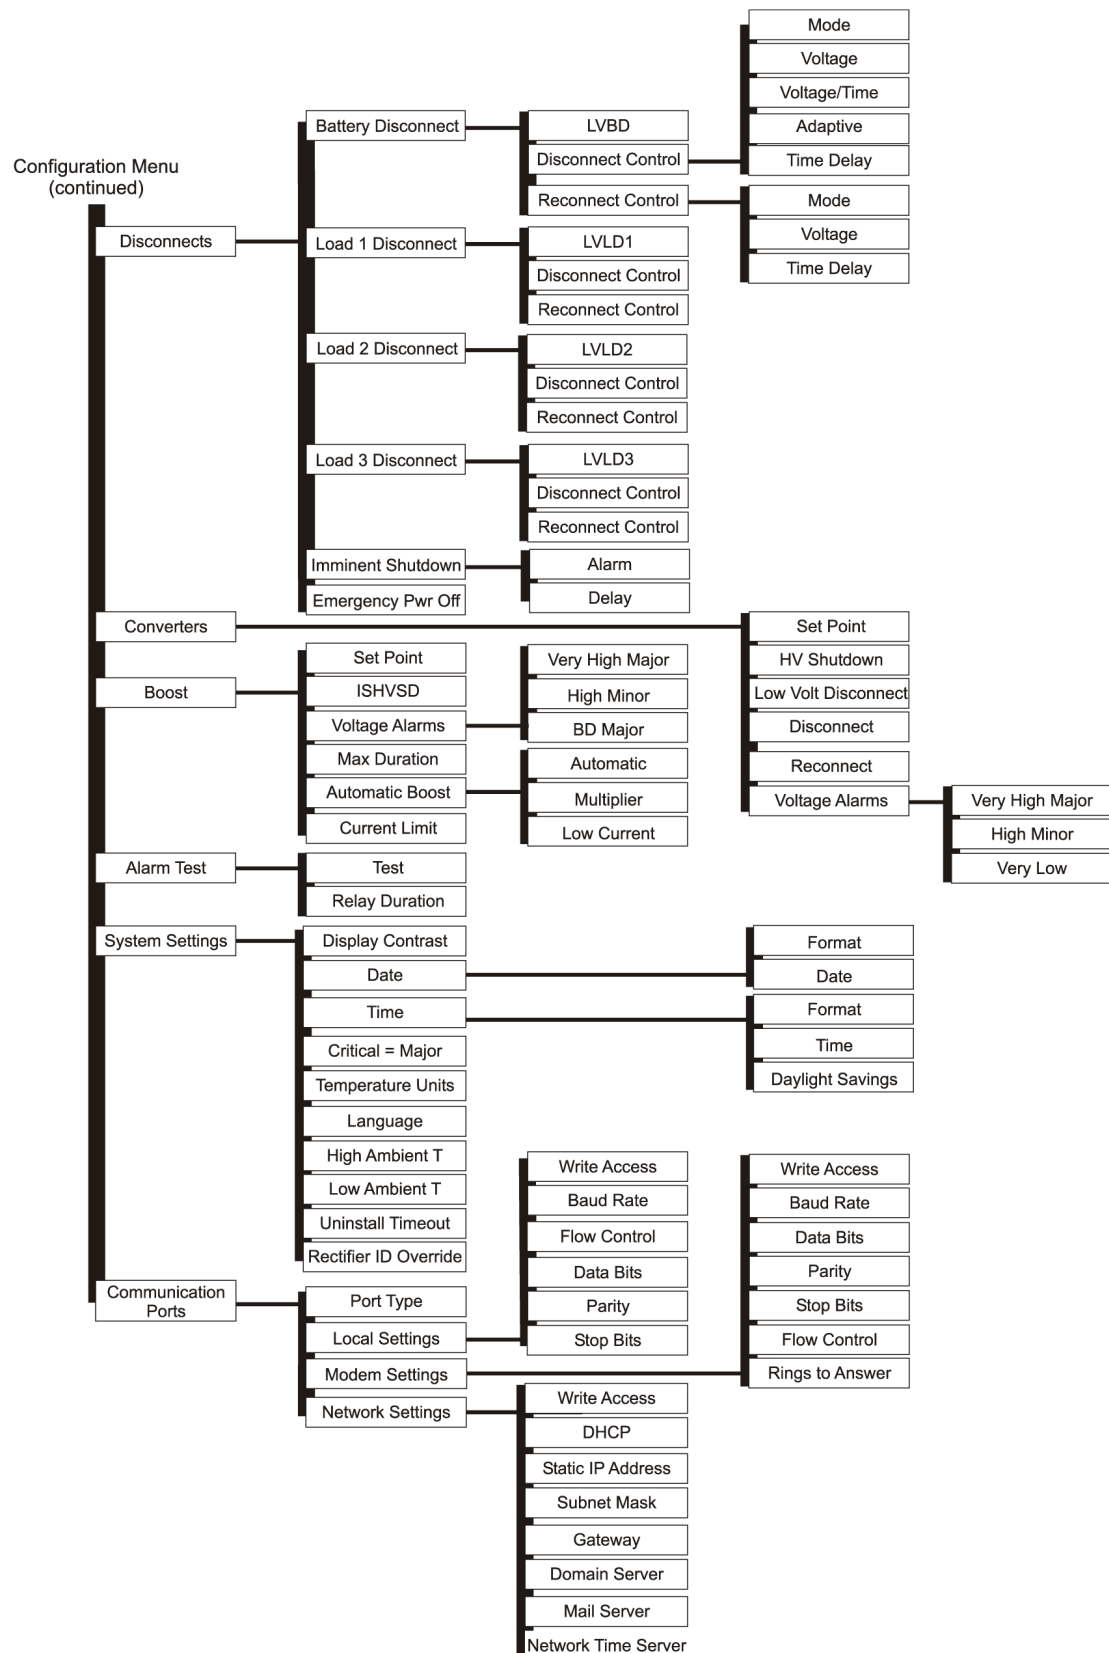 Configuration Menu
(continued)
Disconnects
Battery Disconnect
LVBD
Disconnect Control
Mode
Voltage
Voltage/Time
Adaptive
Time Delay
Reconnect Control
Mode
Voltage
Time Delay
Load 1 Disconnect
LVLD1
Disconnect Control
Reconnect Control
Load 2 Disconnect
LVLD2
Disconnect Control
Reconnect Control
Load 3 Disconnect
LVLD3
Disconnect Control
Reconnect Control
Imminent Shutdown
Alarm
Delay
Emergency Pwr Off
Converters
Set Point
HV Shutdown
Low Volt Disconnect
Disconnect
Reconnect
Voltage Alarms
Very High Major
High Minor
Very Low
Boost
Set Point
ISHVSD
Voltage Alarms
Very High Major
High Minor
BD Major
Max Duration
Automatic Boost
Automatic
Multiplier
Low Current
Current Limit
Alarm Test
Test
Relay Duration
System Settings
Display Contrast
Date
Format
Date
Time
Format
Time
Daylight Savings
Critical = Major
Temperature Units
Language
High Ambient T
Low Ambient T
Uninstall Timeout
Rectifier ID Override
Communication
Ports
Port Type
Local Settings
Write Access
Baud Rate
Flow Control
Data Bits
Parity
Stop Bits
Modem Settings
Write Access
Baud Rate
Data Bits
Parity
Stop Bits
Flow Control
Rings to Answer
Network Settings
Write Access
DHCP
Static IP Address
Subnet Mask
Gateway
Domain Server
Mail Server
Network Time Server